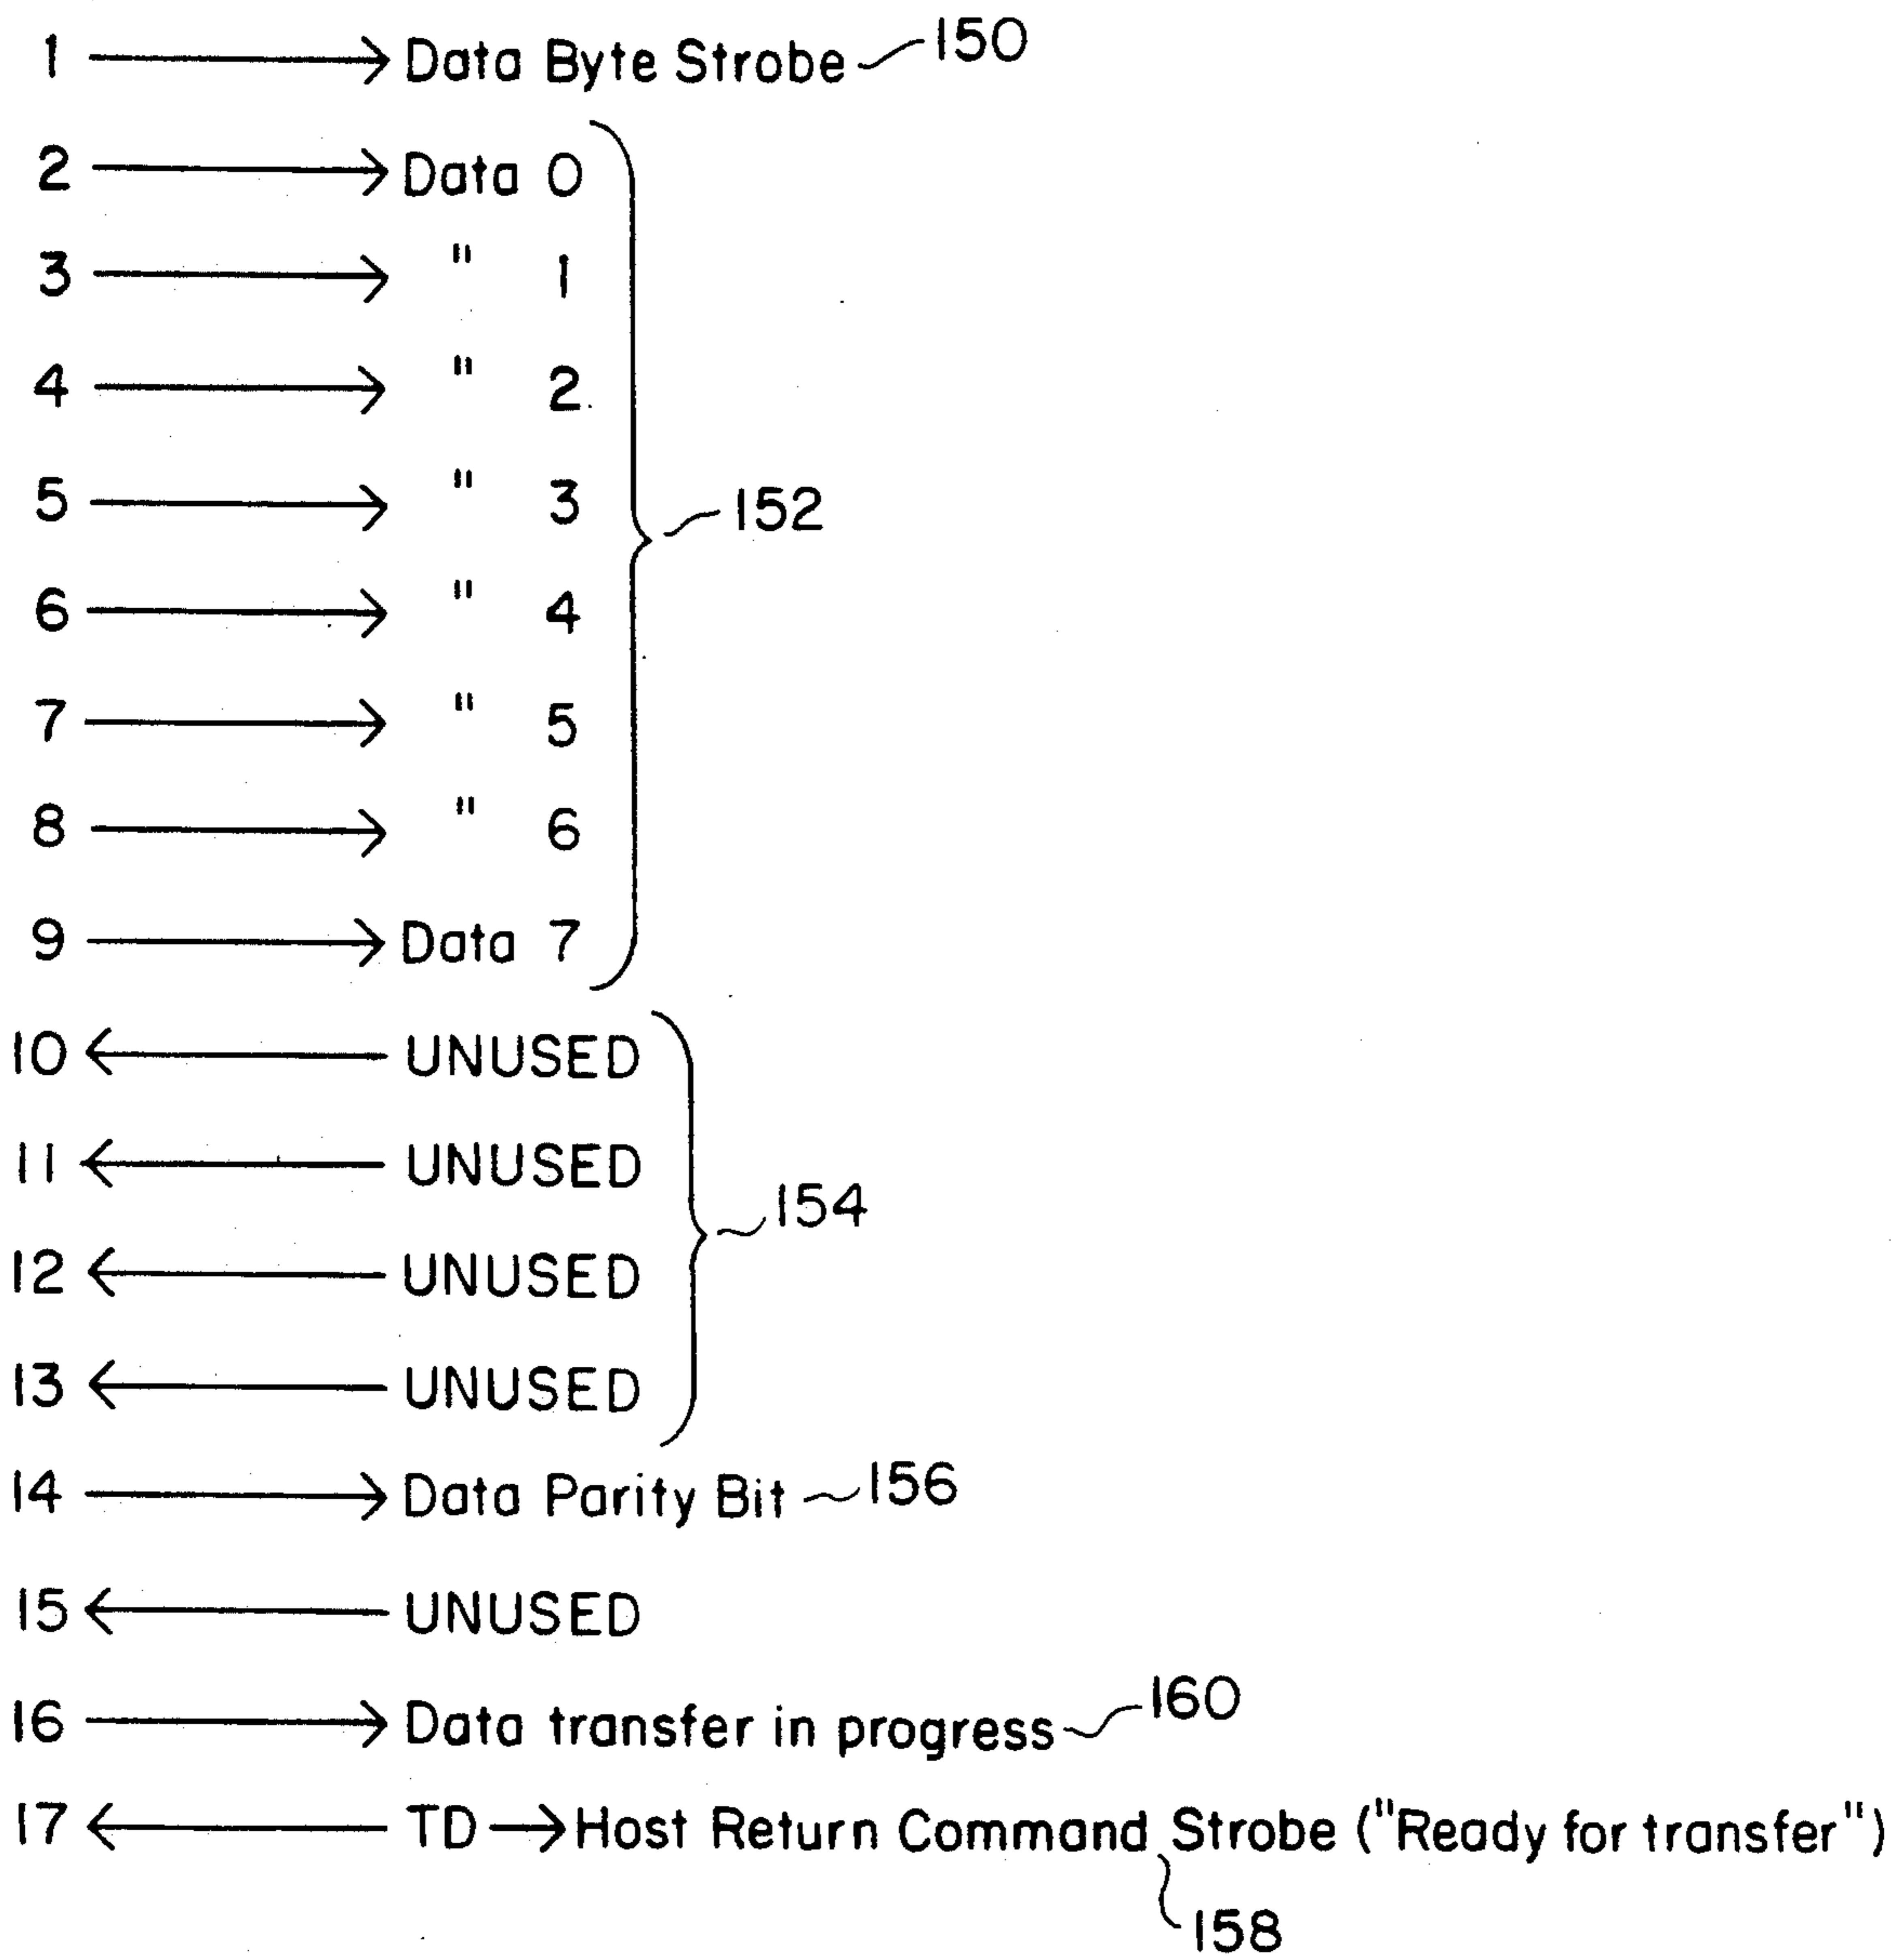 1 → Data Byte Strobe 150
2 → Data 0
3 → " 1
4 → " 2
5 → " 3
152
6 → " 4
7 → " 5
8 → " 6
9 → Data 7
10 ← UNUSED
11 ← UNUSED
154
12 ← UNUSED
13 ← UNUSED
14 → Data Parity Bit 156
15 ← UNUSED
16 → Data transfer in progress 160
17 ← TD → Host Return Command Strobe ("Ready for transfer")
158